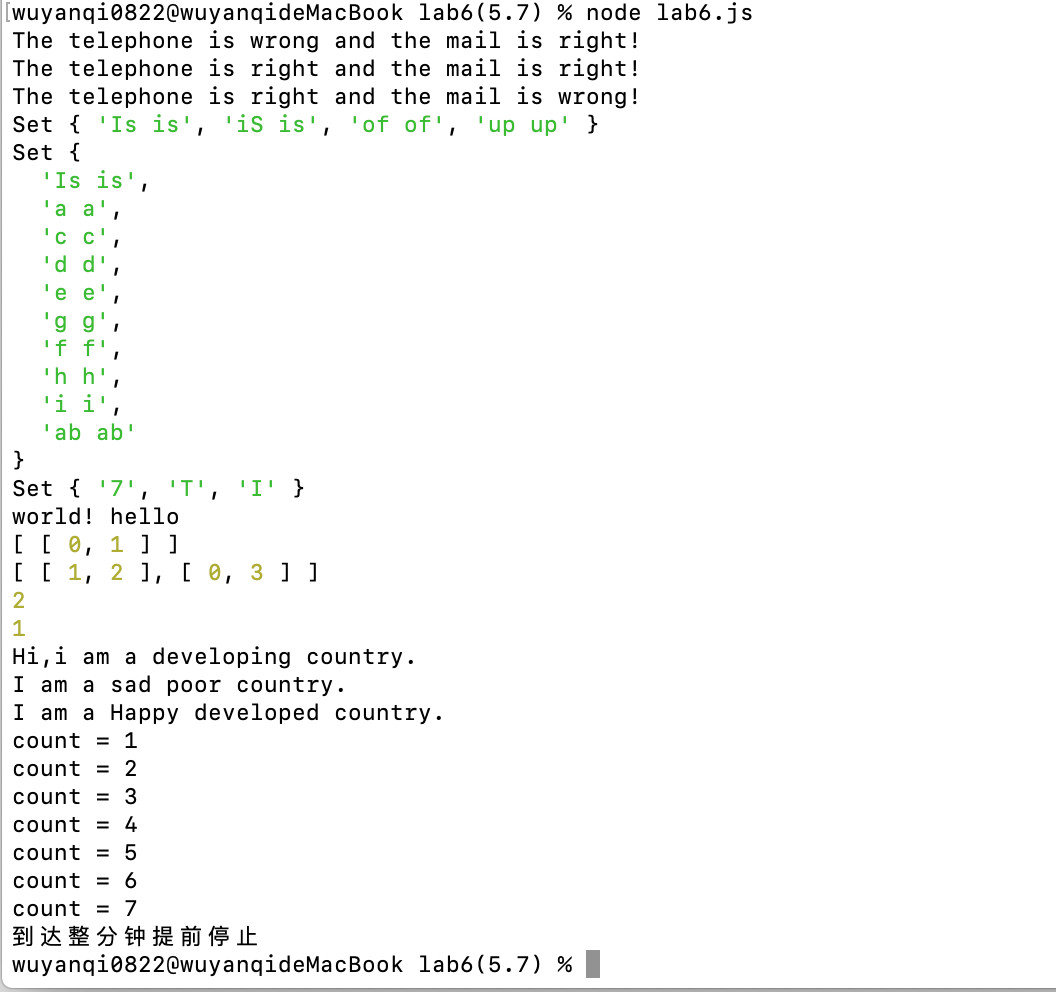 [wuyanqi0822@wuyanqideMacBook lab6(5.7) % node lab6.js
The telephone is wrong and the mail is right!
The telephone is right and the mail is right!
The telephone is right and the mail is wrong!
Set { 'Is is', 'iS is', 'of of', 'up up' }
Set {
  'Is is',
  'a a',
  'c c',
  'd d',
  'e e',
  'g g',
  'f f',
  'h h',
  'i i',
  'ab ab'
}
Set { '7', 'T', 'I' }
world! hello
[ [ 0, 1 ] ]
[ [ 1, 2 ], [ 0, 3 ] ]
2
1
Hi,i am a developing country.
I am a sad poor country.
I am a Happy developed country.
count = 1
count = 2
count = 3
count = 4
count = 5
count = 6
count = 7
到达整分钟提前停止
wuyanqi0822@wuyanqideMacBook lab6(5.7) %